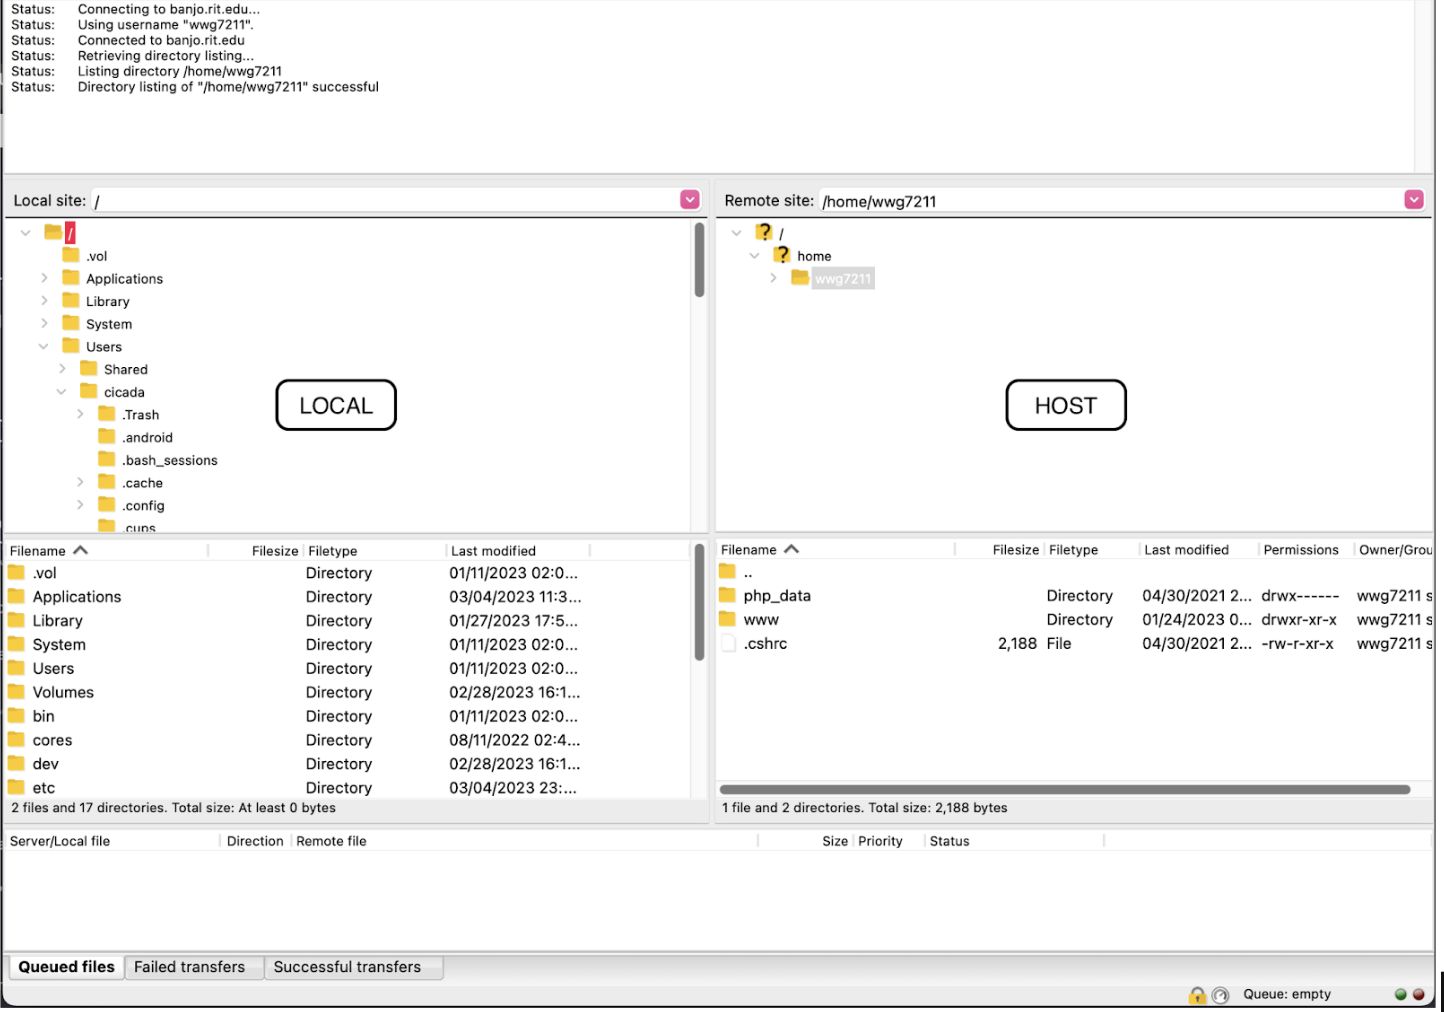 Status: Connecting to banjo.rit.edu...
Status: Using username "wwg7211".
Status: Connected to banjo.rit.edu
Status: Retrieving directory listing...
Status: Listing directory /home/wwg7211
Status: Directory listing of "/home/wwg7211" successful
Local site: /
/
.vol
Applications
Library
System
Users
Shared
cicada
.Trash
.android
.bash_sessions
.cache
.config
.cups
LOCAL
Remote site: /home/wwg7211
? /
? home
wwg7211
HOST
Filename Filesize Filetype Last modified
.vol Directory 01/11/2023 02:0...
Applications Directory 03/04/2023 11:3...
Library Directory 01/27/2023 17:5...
System Directory 01/11/2023 02:0...
Users Directory 01/11/2023 02:0...
Volumes Directory 02/28/2023 16:1...
bin Directory 01/11/2023 02:0...
cores Directory 08/11/2022 02:4...
dev Directory 02/28/2023 16:1...
etc Directory 03/04/2023 23:...
2 files and 17 directories. Total size: At least 0 bytes
Filename Filesize Filetype Last modified Permissions Owner/Grou
..
php_data Directory 04/30/2021 2... drwx------ wwg7211 s
www Directory 01/24/2023 0... drwxr-xr-x wwg7211 s
.cshrc 2,188 File 04/30/2021 2... -rw-r-xr-x wwg7211 s
1 file and 2 directories. Total size: 2,188 bytes
Server/Local file Direction Remote file Size Priority Status
Queued files Failed transfers Successful transfers
Queue: empty